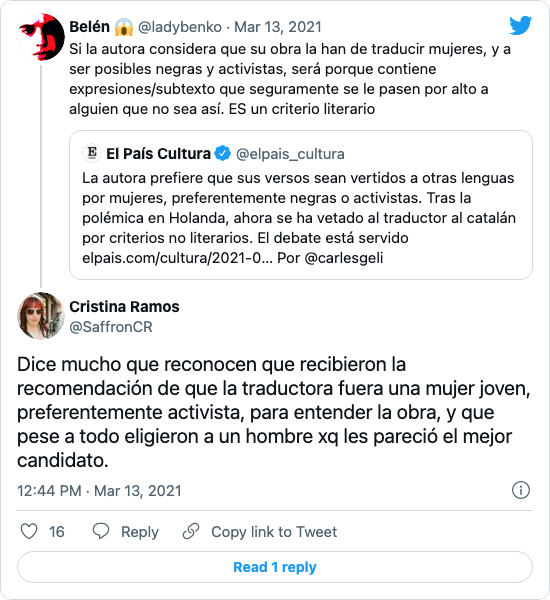 Belén 😱 @ladybenko · Mar 13, 2021
Si la autora considera que su obra la han de traducir mujeres, y a
ser posibles negras y activistas, será porque contiene
expresiones/subtexto que seguramente se le pasen por alto a
alguien que no sea así. ES un criterio literario
E El País Cultura @elpais_cultura
La autora prefiere que sus versos sean vertidos a otras lenguas
por mujeres, preferentemente negras o activistas. Tras la
polémica en Holanda, ahora se ha vetado al traductor al catalán
por criterios no literarios. El debate está servido
elpais.com/cultura/2021-0... Por @carlesgeli
Cristina Ramos
@SaffronCR
Dice mucho que reconocen que recibieron la
recomendación de que la traductora fuera una mujer joven,
preferentemente activista, para entender la obra, y que
pese a todo eligieron a un hombre xq les pareció el mejor
candidato.
12:44 PM · Mar 13, 2021
16 Reply Copy link to Tweet
Read 1 reply